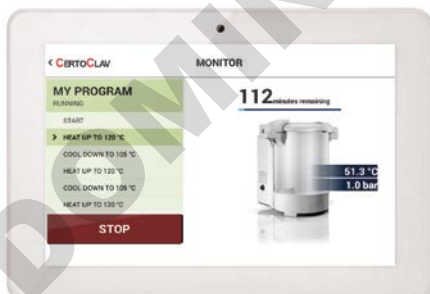 < CERTOCLAV
MONITOR
MY PROGRAM
RUNNING
START
> HEAT UP TO 120 °C
COOL DOWN TO 105 °C
HEAT UP TO 120 °C
COOL DOWN TO 105 °C
HEAT UP TO 120 °C
STOP
112 minutes remaining
51.3 °C
1.0 bar
DOMINI